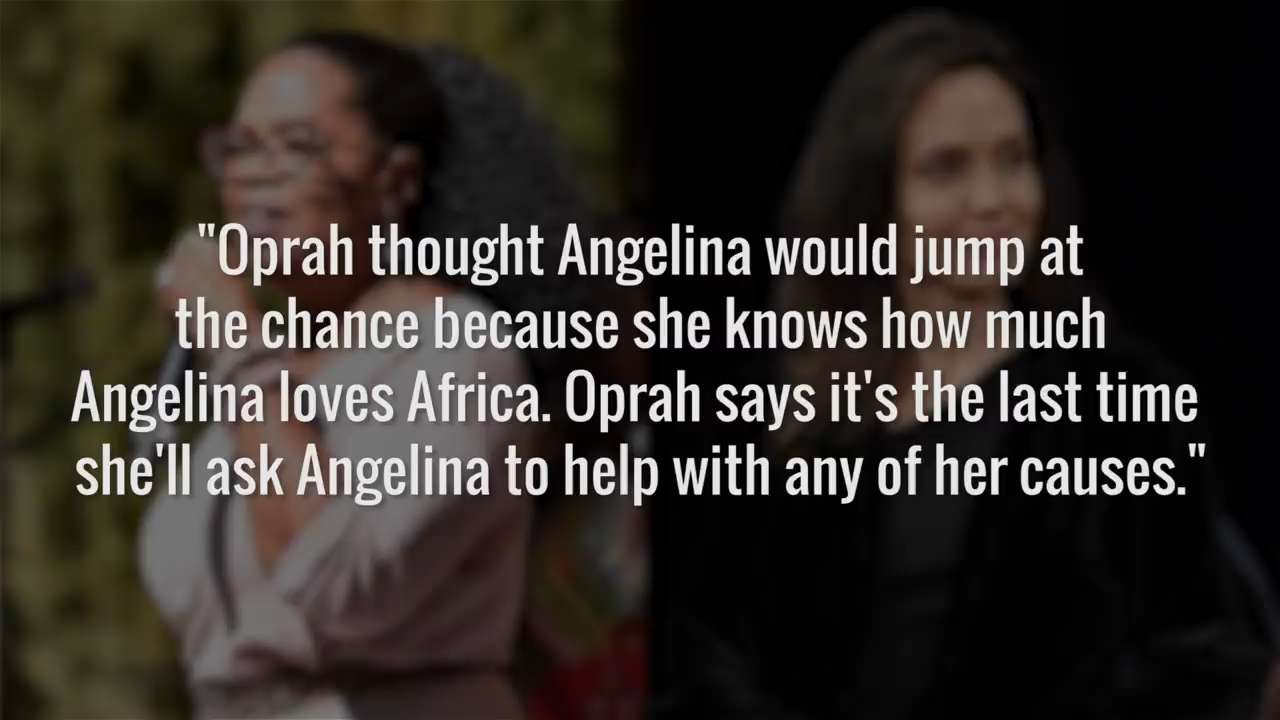 "Oprah thought Angelina would jump at
the chance because she knows how much
Angelina loves Africa. Oprah says it's the last time
she'll ask Angelina to help with any of her causes."